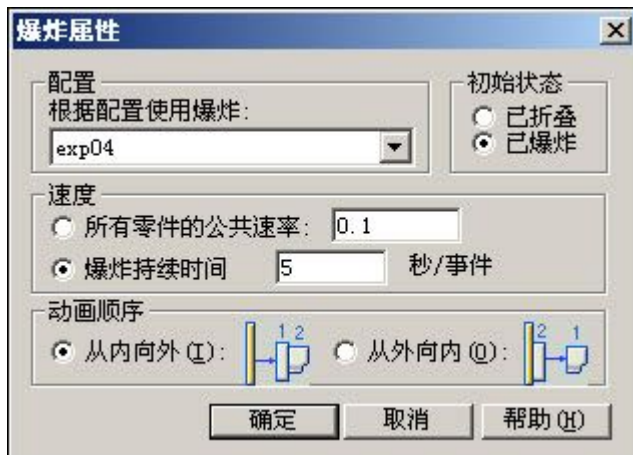 爆炸属性
配置
根据配置使用爆炸:
exp04
初始状态
已折叠
已爆炸
速度
所有零件的公共速率: 0.1
爆炸持续时间 5 秒/事件
动画顺序
从内向外(I): 1 2
从外向内(O): 2 1
确定 取消 帮助(H)